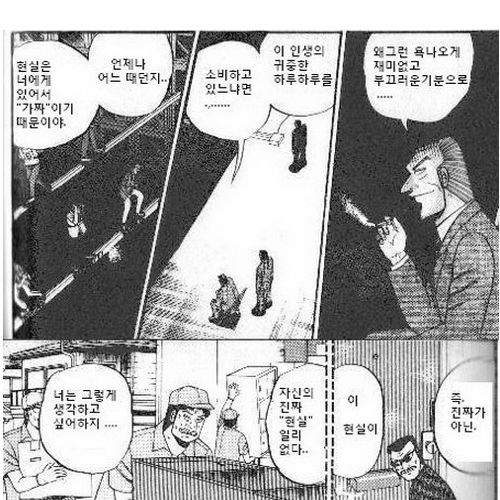 왜그런 욕나오게
재미없고
부끄러운기분으로
.....
이 인생의
귀중한
하루하루를
소비하고
있느냐면
.......
언제나
어느 때던지..
현실은
너에게
있어서
"가짜"이기
때문이야.
즉.
진짜가
아닌.
이
현실이
자신의
진짜
"현실"
일리
없다..
너는 그렇게
생각하고
싶어하지 ....